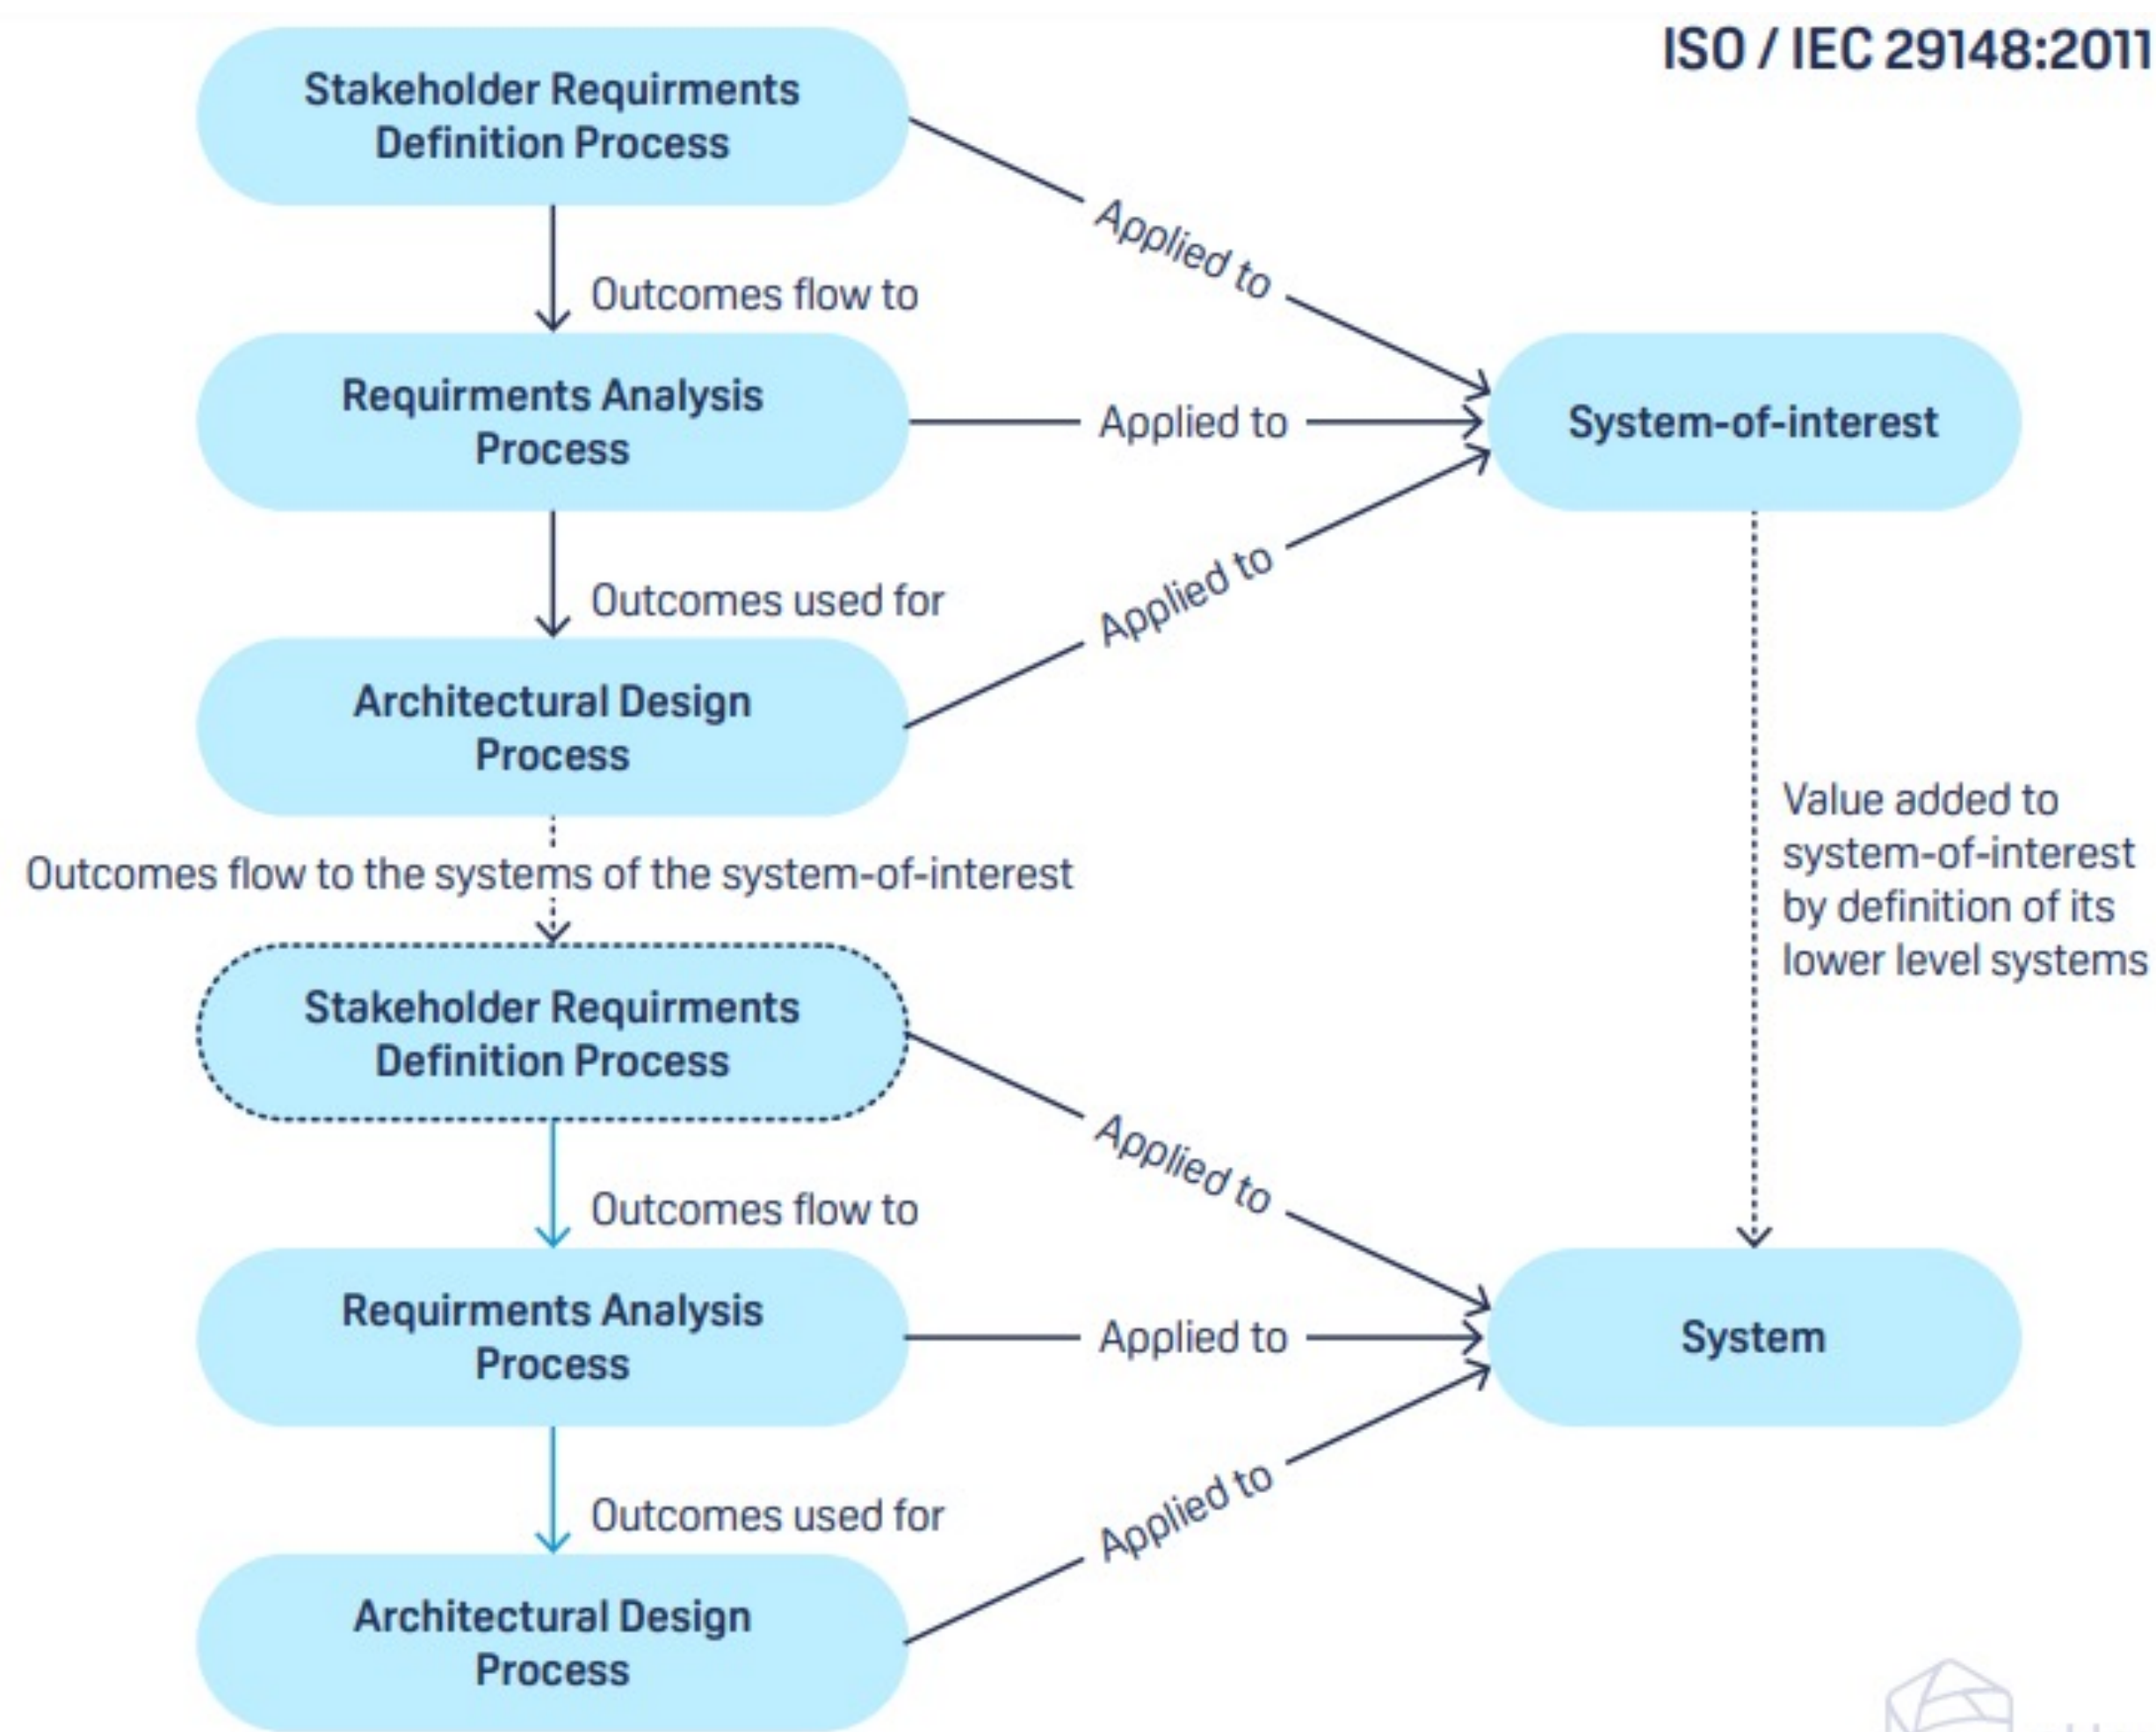 ISO / IEC 29148:2011
Stakeholder Requirments
Definition Process
Applied to
Outcomes flow to
Requirments Analysis
Process
Applied to
System-of-interest
Outcomes used for
Applied to
Architectural Design
Process
Outcomes flow to the systems of the system-of-interest
Value added to
system-of-interest
by definition of its
lower level systems
Stakeholder Requirments
Definition Process
Applied to
Outcomes flow to
Requirments Analysis
Process
Applied to
System
Outcomes used for
Applied to
Architectural Design
Process